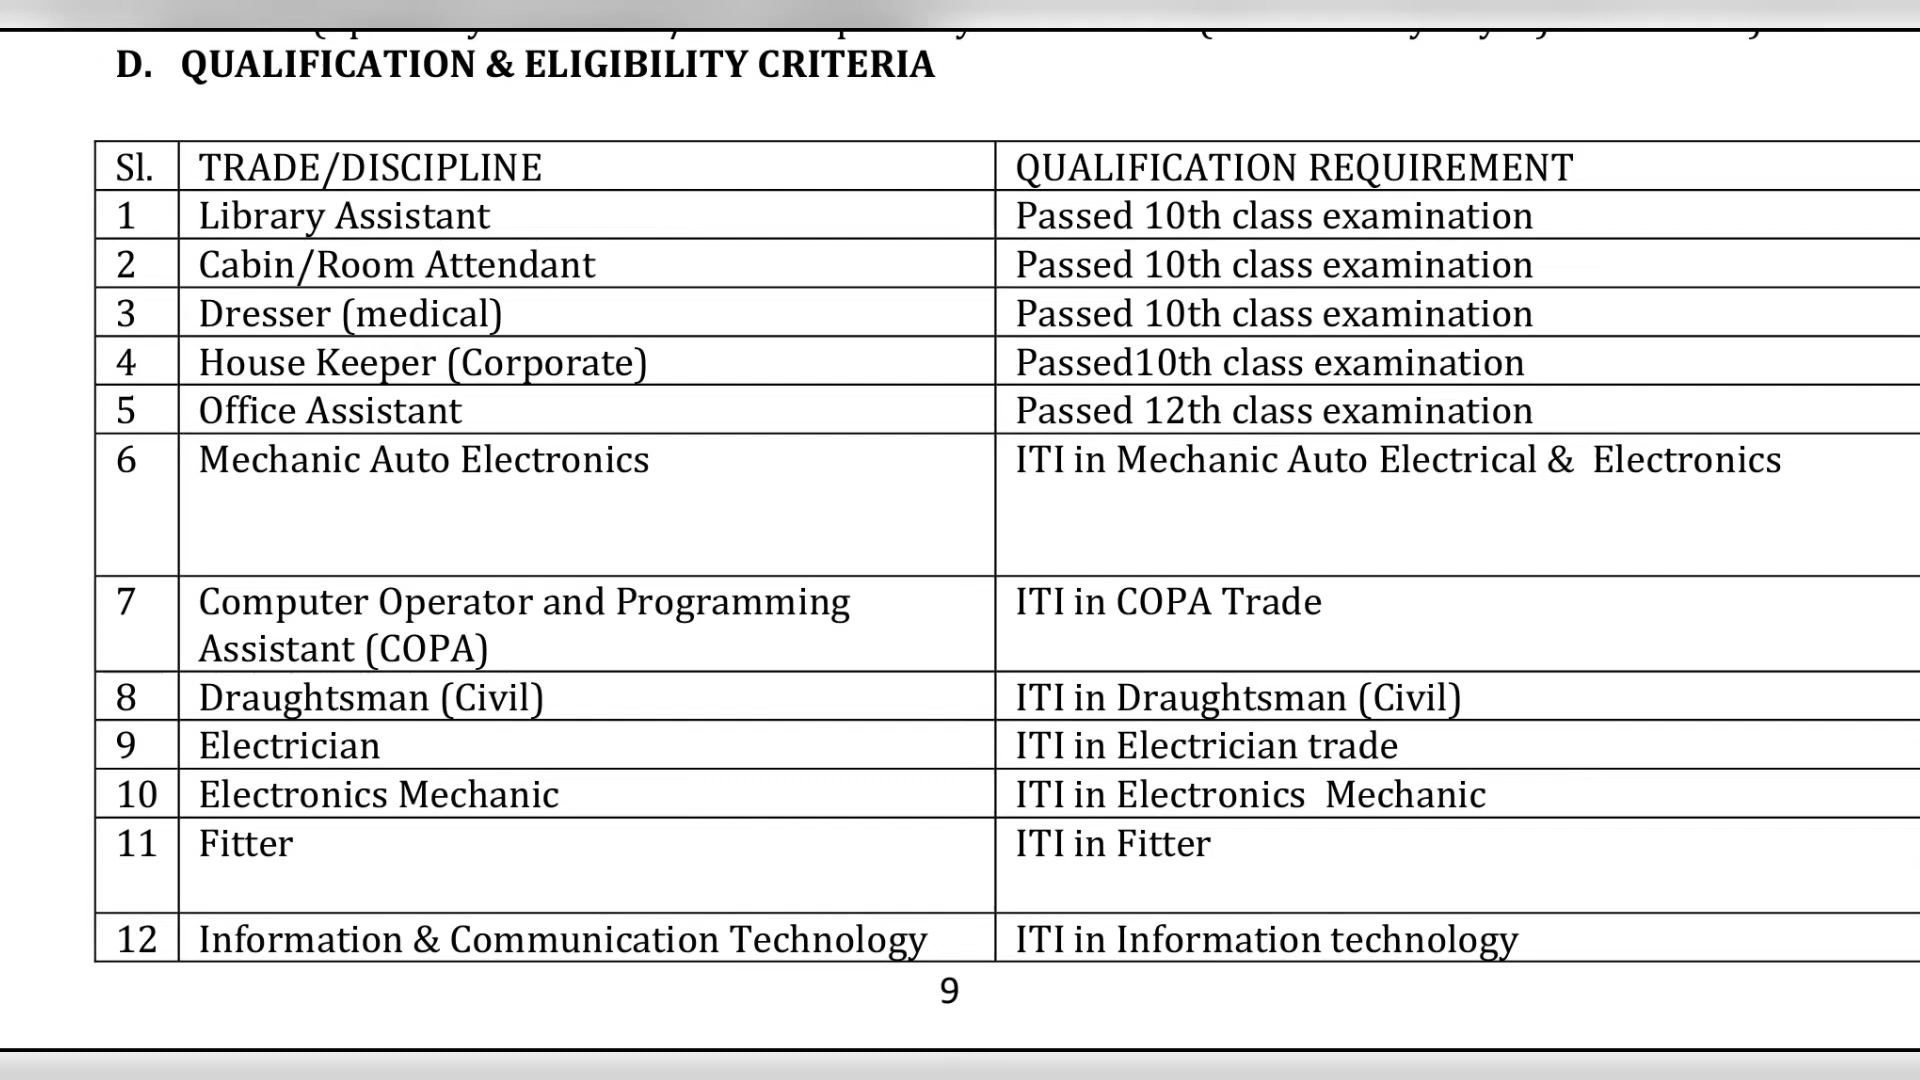 D. QUALIFICATION & ELIGIBILITY CRITERIA
Sl. TRADE/DISCIPLINE QUALIFICATION REQUIREMENT
1 Library Assistant Passed 10th class examination
2 Cabin/Room Attendant Passed 10th class examination
3 Dresser (medical) Passed 10th class examination
4 House Keeper (Corporate) Passed10th class examination
5 Office Assistant Passed 12th class examination
6 Mechanic Auto Electronics ITI in Mechanic Auto Electrical &  Electronics
7 Computer Operator and Programming ITI in COPA Trade
Assistant (COPA)
8 Draughtsman (Civil) ITI in Draughtsman (Civil)
9 Electrician ITI in Electrician trade
10 Electronics Mechanic ITI in Electronics  Mechanic
11 Fitter ITI in Fitter
12 Information & Communication Technology ITI in Information technology
9